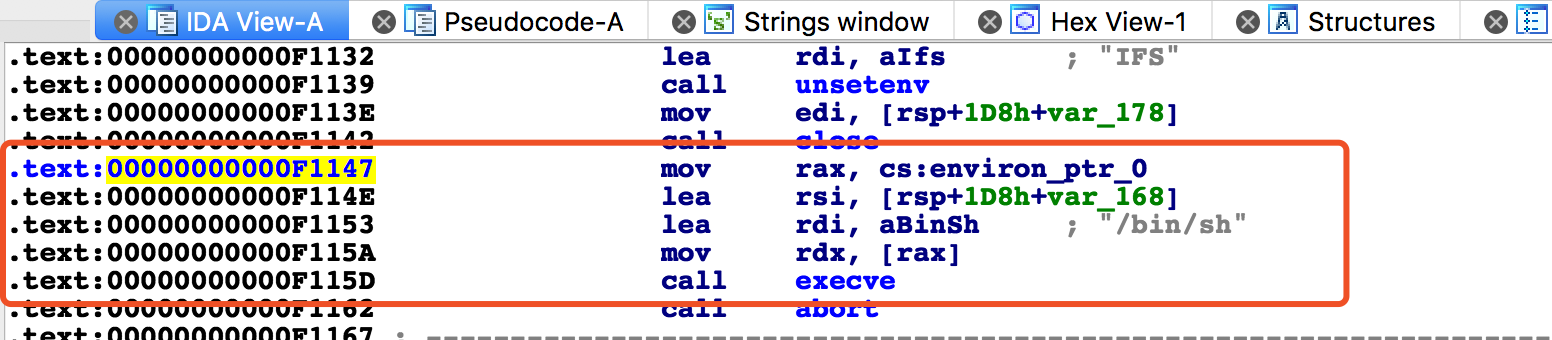 IDA View-A Pseudocode-A Strings window Hex View-1 Structures
.text:00000000000F1132 lea rdi, aIfs ; "IFS"
.text:00000000000F1139 call unsetenv
.text:00000000000F113E mov edi, [rsp+1D8h+var_178]
.text:00000000000F1142 call close
.text:00000000000F1147 mov rax, cs:environ_ptr_0
.text:00000000000F114E lea rsi, [rsp+1D8h+var_168]
.text:00000000000F1153 lea rdi, aBinSh ; "/bin/sh"
.text:00000000000F115A mov rdx, [rax]
.text:00000000000F115D call execve
.text:00000000000F1162 call abort
.text:00000000000F1167 ; ---------------------------------------------------------------------------